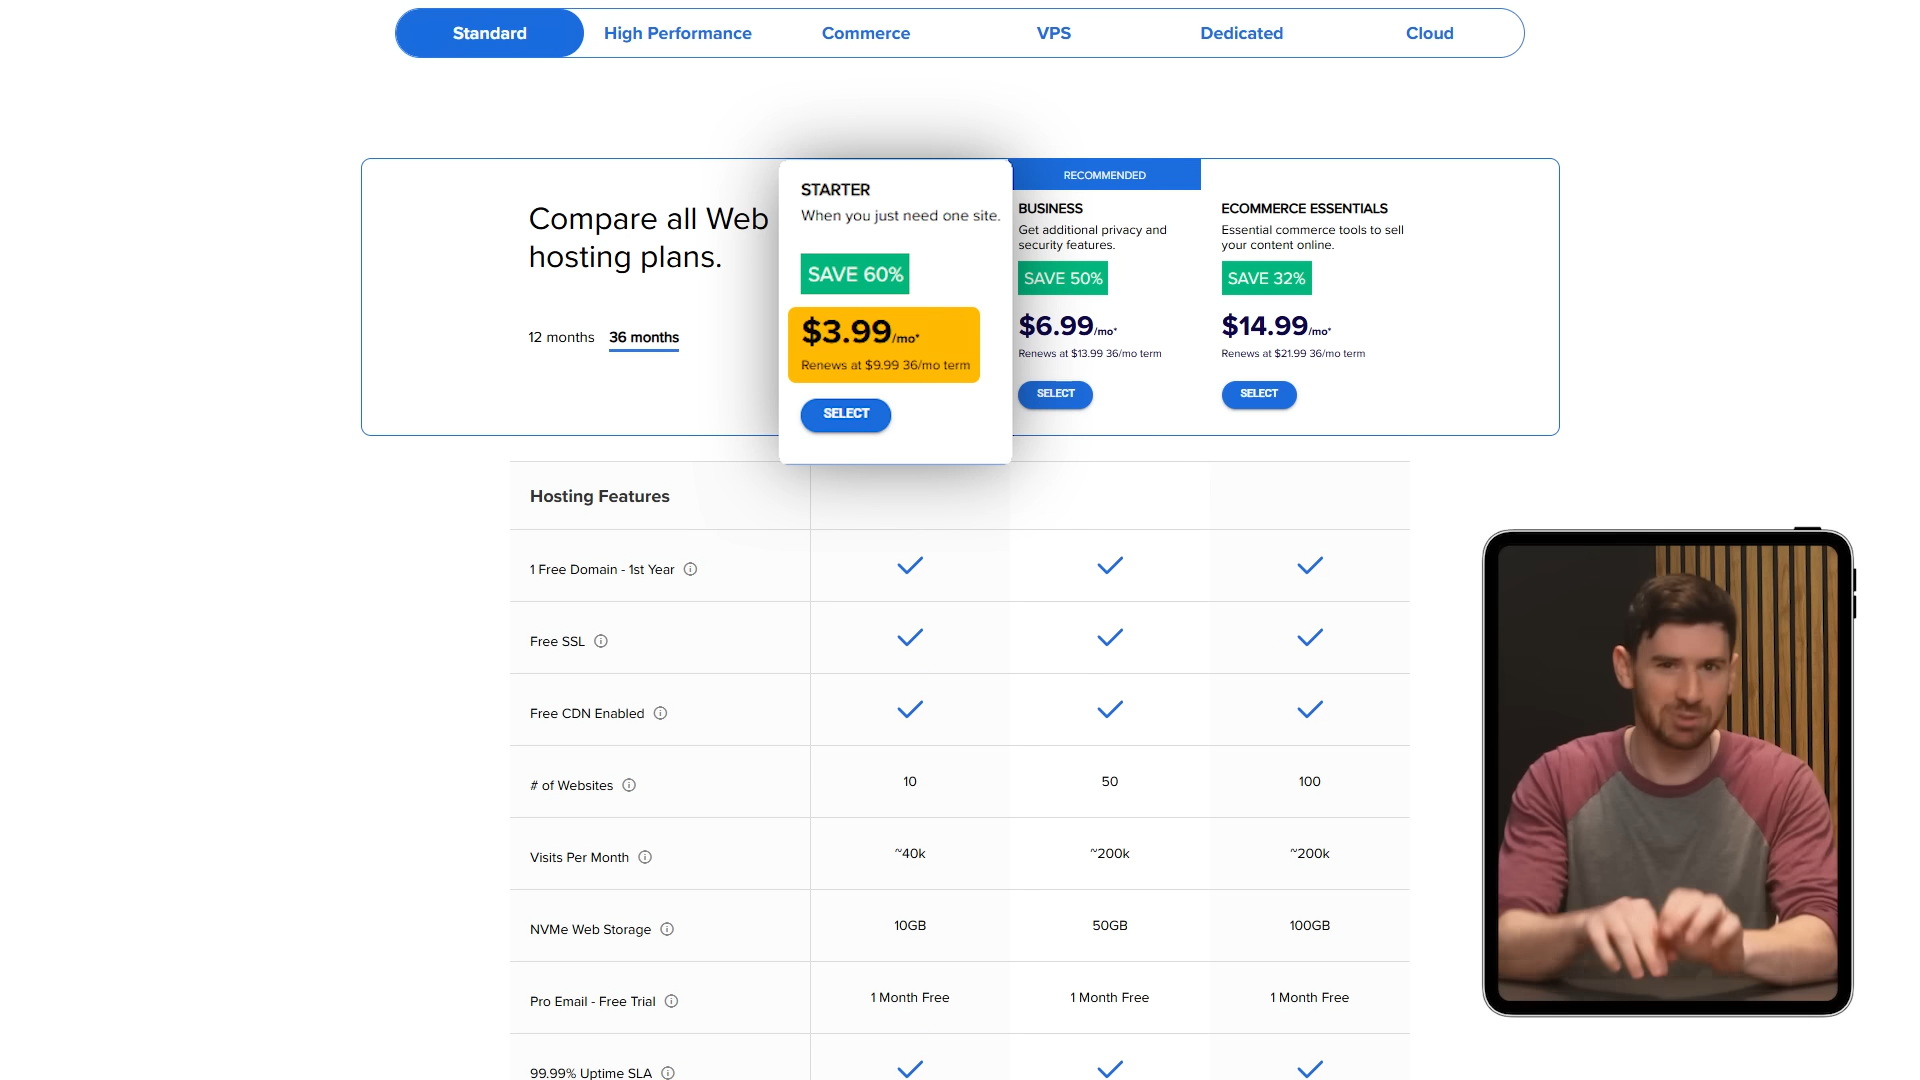 Standard
High Performance
Commerce
VPS
Dedicated
Cloud
Compare all Web
hosting plans.
12 months 36 months
STARTER
When you just need one site.
SAVE 60%
$3.99/mo*
Renews at $9.99 36/mo term
SELECT
RECOMMENDED
BUSINESS
Get additional privacy and
security features.
SAVE 50%
$6.99/mo*
Renews at $13.99 36/mo term
SELECT
ECOMMERCE ESSENTIALS
Essential commerce tools to sell
your content online.
SAVE 32%
$14.99/mo*
Renews at $21.99 36/mo term
SELECT
Hosting Features
1 Free Domain - 1st Year
Free SSL
Free CDN Enabled
# of Websites 10 50 100
Visits Per Month ~40k ~200k ~200k
NVMe Web Storage 10GB 50GB 100GB
Pro Email - Free Trial 1 Month Free 1 Month Free 1 Month Free
99.99% Uptime SLA